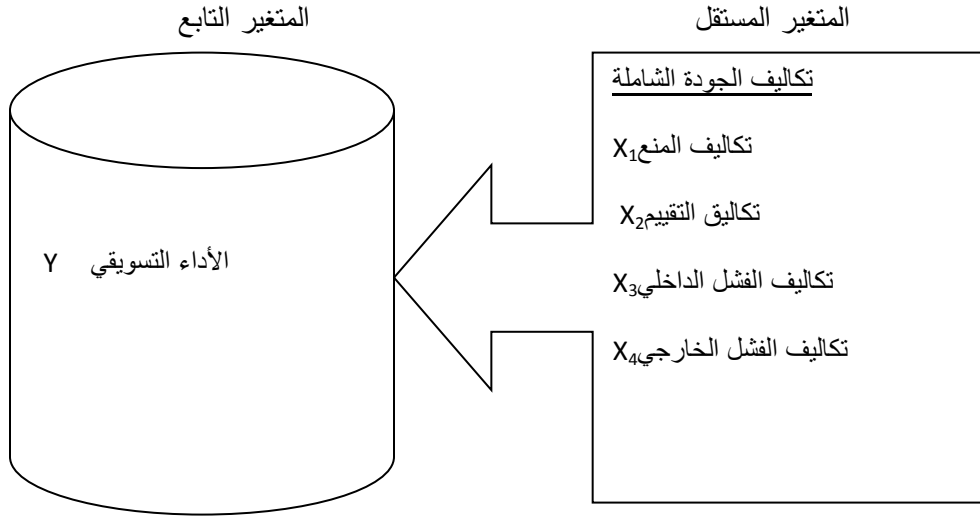 المتغير المستقل
المتغير التابع
تكاليف الجودة الشاملة
تكاليف المنعX₁
تكاليق التقييمX₂
تكاليف الفشل الداخليX₃
تكاليف الفشل الخارجيX₄
الأداء التسويقي Y